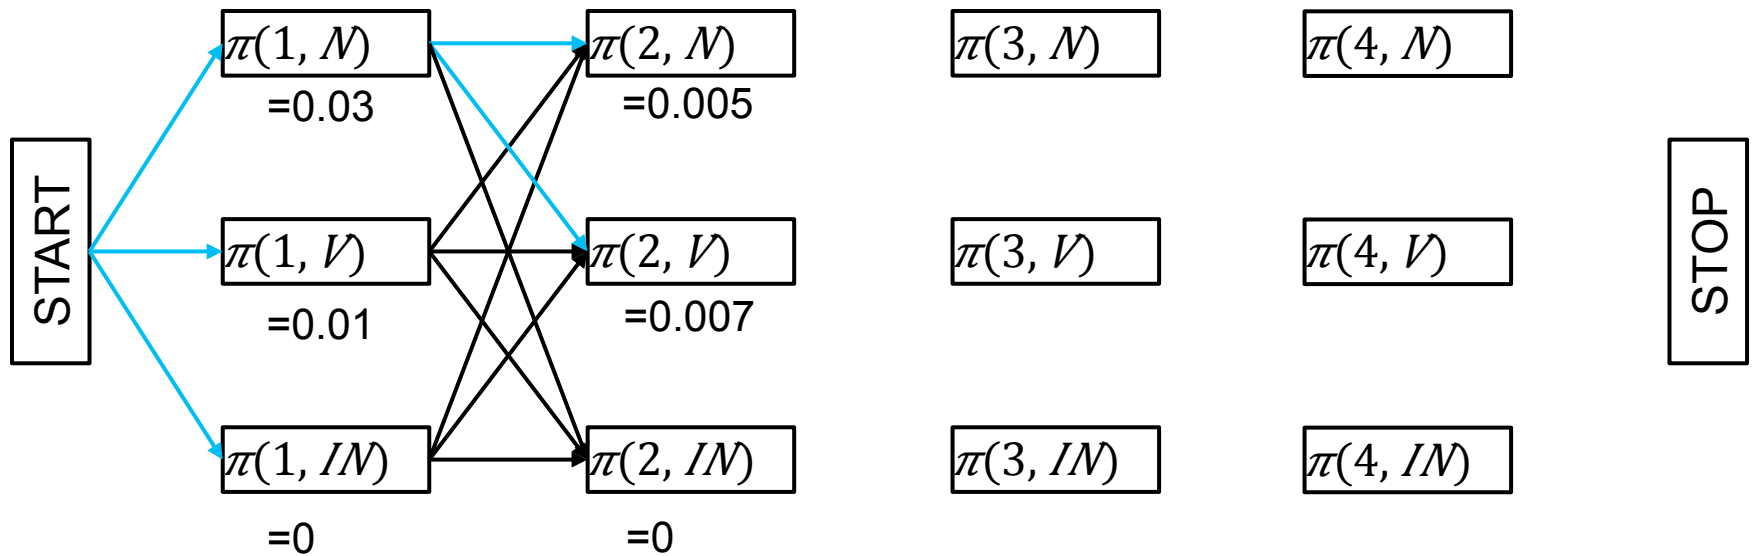 π(1, N)
π(2, N)
π(3, N)
π(4, N)
=0.03
=0.005
START
π(1, V)
π(2, V)
π(3, V)
π(4, V)
STOP
=0.01
=0.007
π(1, IN)
π(2, IN)
π(3, IN)
π(4, IN)
=0
=0